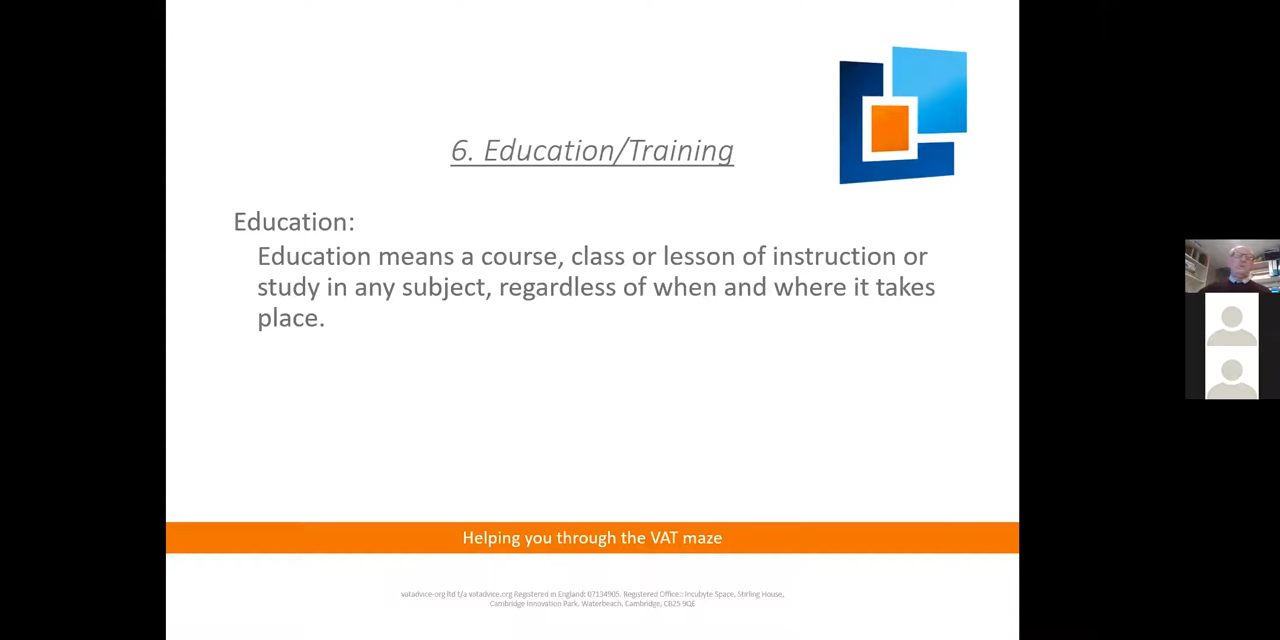 6. Education/Training
Education:
Education means a course, class or lesson of instruction or
study in any subject, regardless of when and where it takes
place.
Helping you through the VAT maze
vatadvice-org ltd t/a vatadvice.org Registered in England: 07134905. Registered Office:: Incubyte Space, Stirling House,
Cambridge Innovation Park, Waterbeach, Cambridge, CB25 9QE